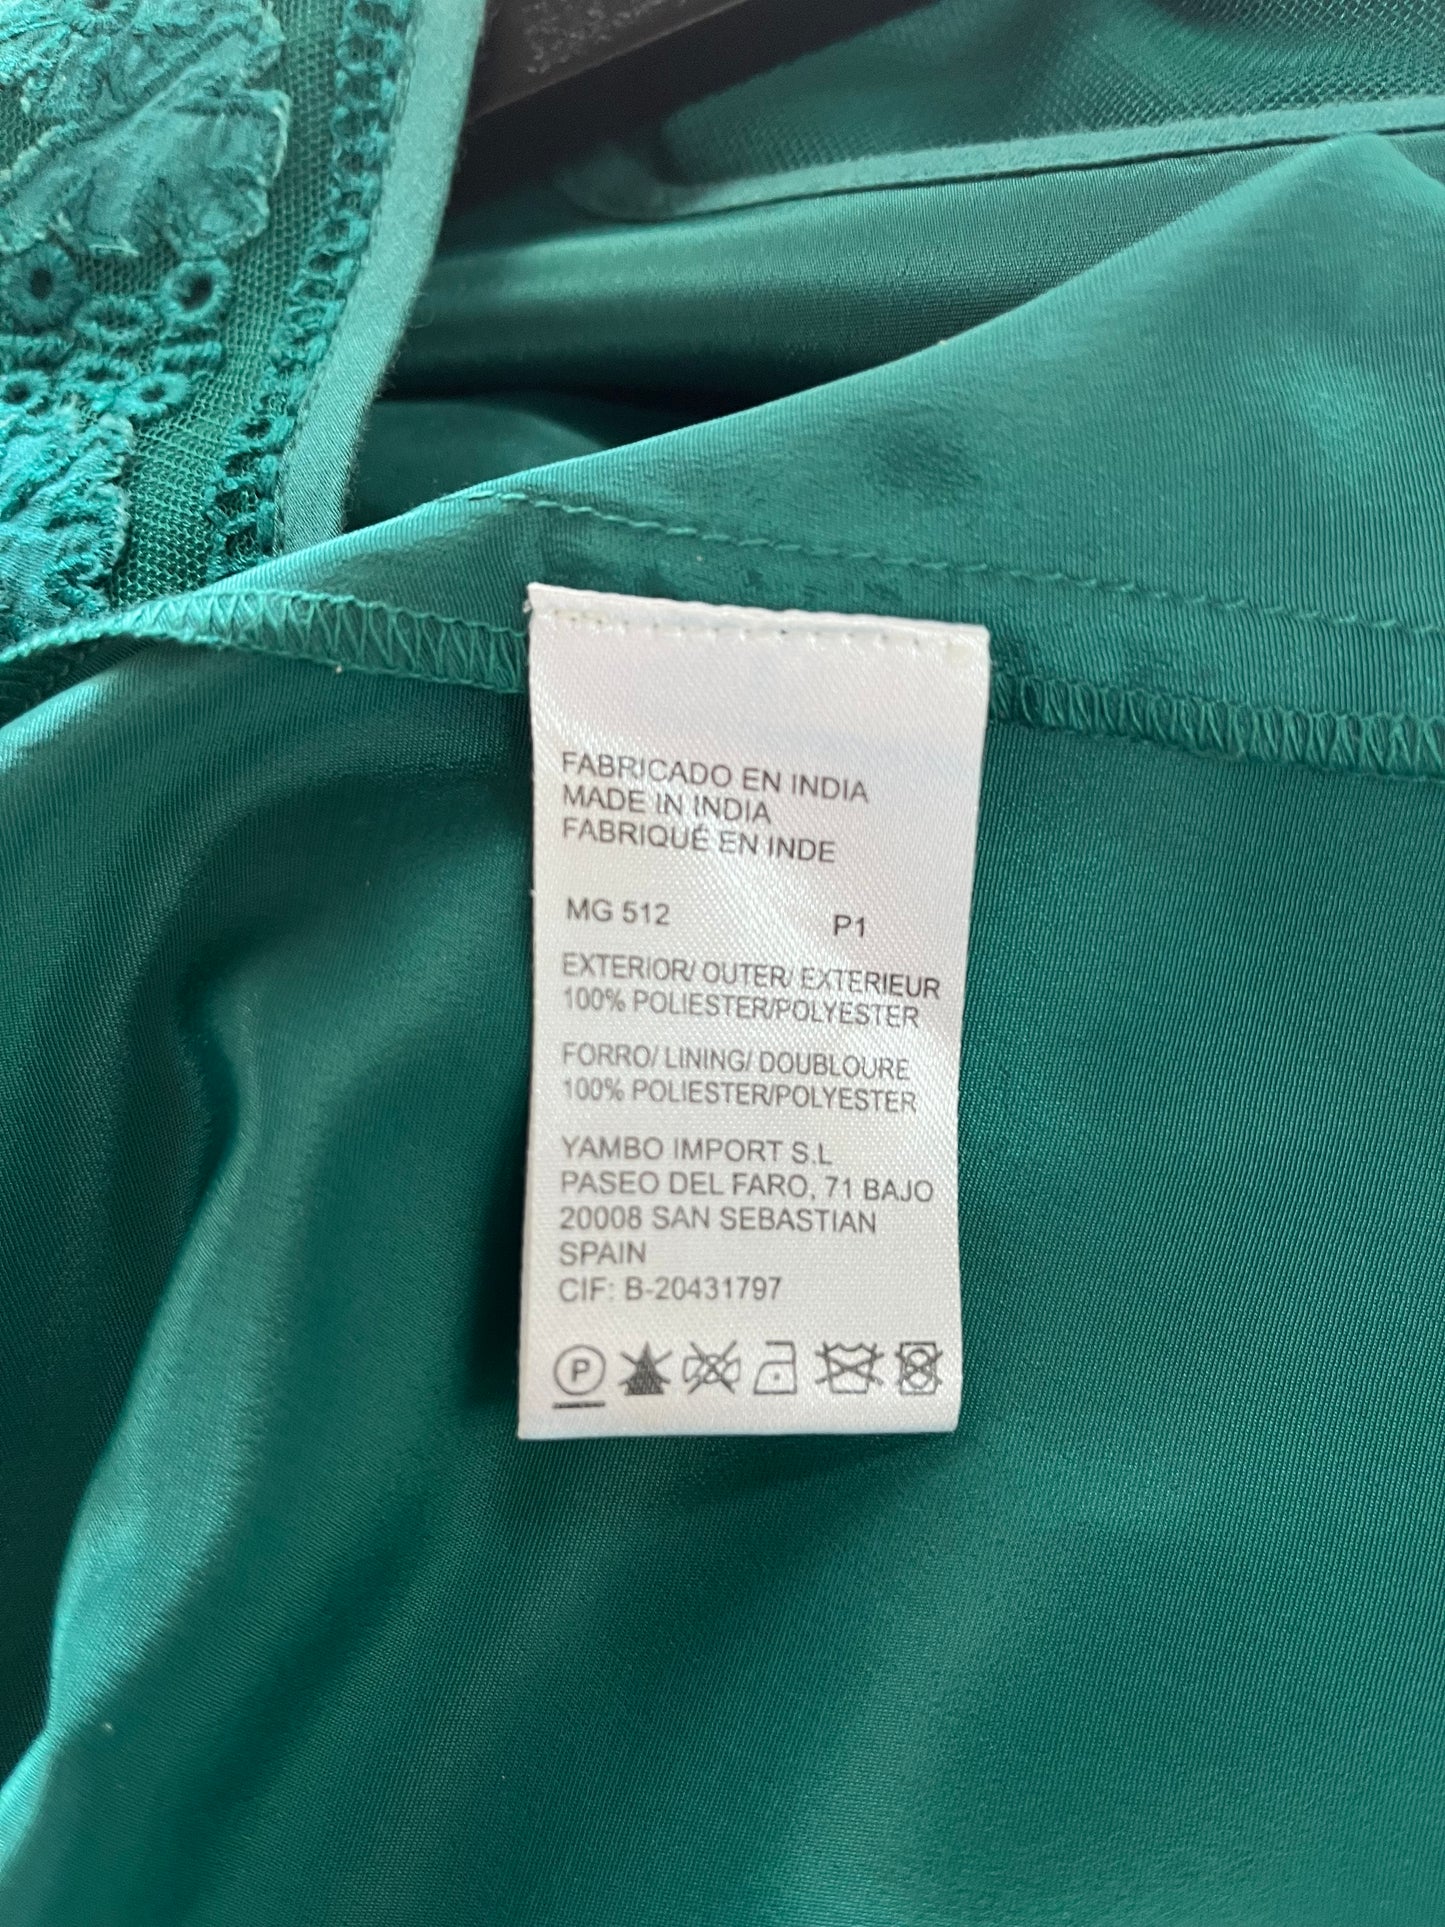 FABRICADO EN INDIA
MADE IN INDIA
FABRIQUÉ EN INDE
MG 512 P1
EXTERIOR/ OUTER/ EXTERIEUR
100% POLIESTER/POLYESTER
FORRO/ LINING/ DOUBLOURE
100% POLIESTER/POLYESTER
YAMBO IMPORT S.L
PASEO DEL FARO, 71 BAJO
20008 SAN SEBASTIAN
SPAIN
CIF: B-20431797
P